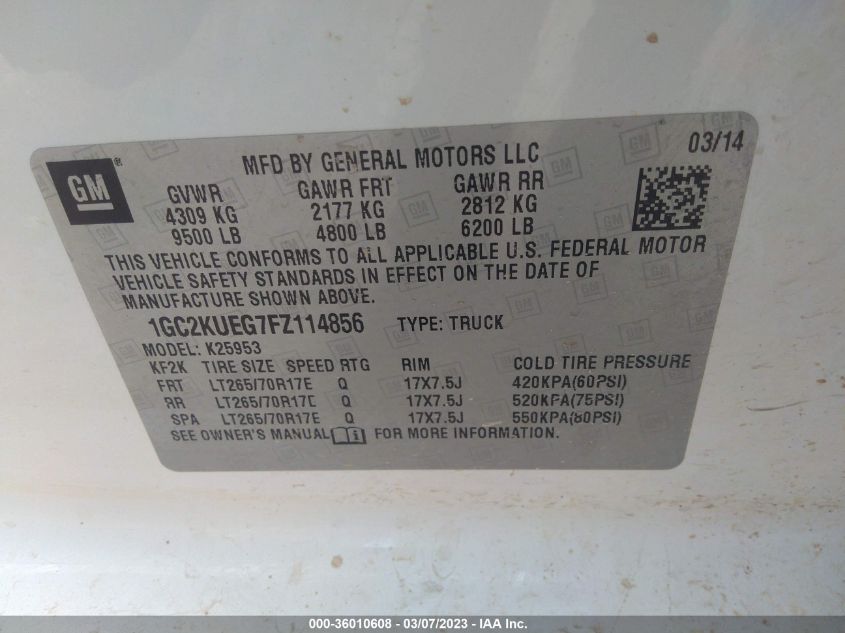 03/14
GM
MFD BY GENERAL MOTORS LLC
GVWR GAWR FRT GAWR RR
4309 KG 2177 KG 2812 KG
9500 LB 4800 LB 6200 LB
THIS VEHICLE CONFORMS TO ALL APPLICABLE U.S. FEDERAL MOTOR
VEHICLE SAFETY STANDARDS IN EFFECT ON THE DATE OF
MANUFACTURE SHOWN ABOVE.
1GC2KUEG7FZ114856 TYPE: TRUCK
MODEL: K25953
KF2K TIRE SIZE SPEED RTG RIM COLD TIRE PRESSURE
FRT LT265/70R17E Q 17X7.5J 420KPA(60PSI)
RR LT265/70R17E Q 17X7.5J 520KPA(75PSI)
SPA LT265/70R17E Q 17X7.5J 550KPA(80PSI)
SEE OWNER'S MANUAL FOR MORE INFORMATION.
000-36010608 — 03/07/2023 — IAA Inc.